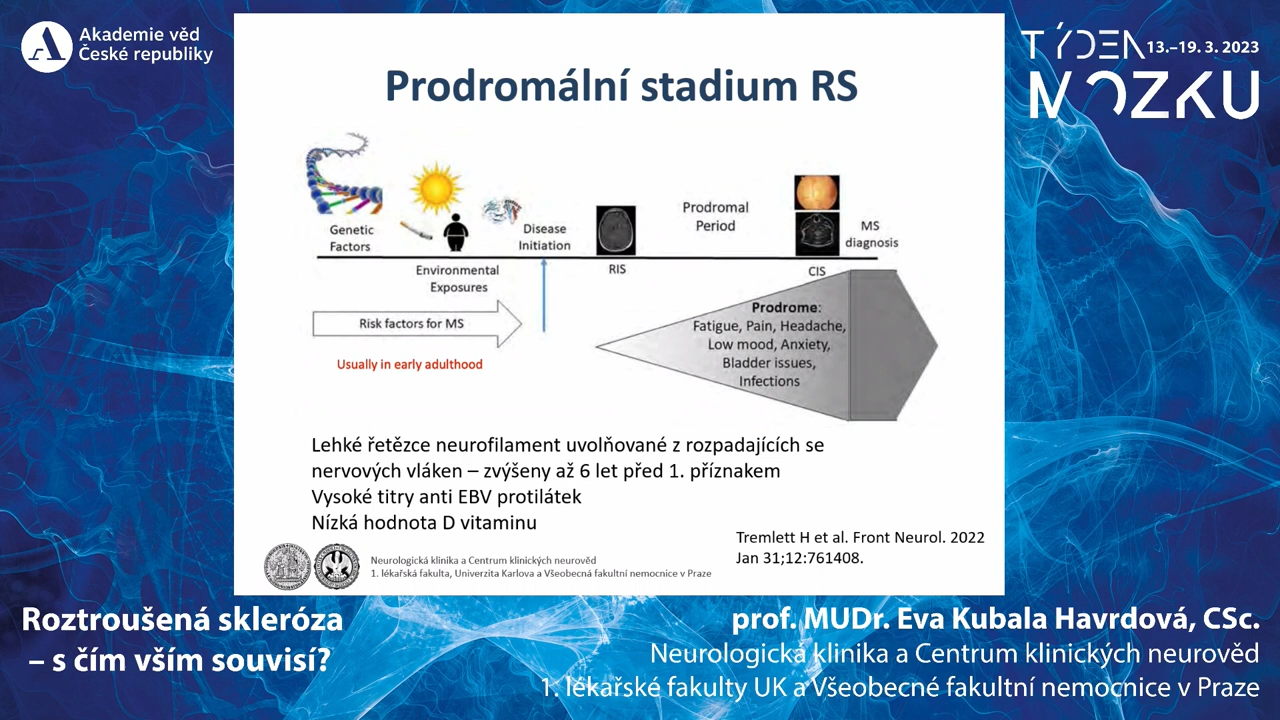 Akademie věd
České republiky
TÝDEN 13.–19. 3. 2023
MOZKU
Prodromální stadium RS
Genetic
Factors
Environmental
Exposures
Disease
Initiation
RIS
Prodromal
Period
CIS
MS
diagnosis
Risk factors for MS
Usually in early adulthood
Prodrome:
Fatigue, Pain, Headache,
Low mood, Anxiety,
Bladder issues,
Infections
Lehké řetězce neurofilament uvolňované z rozpadajících se
nervových vláken – zvýšeny až 6 let před 1. příznakem
Vysoké titry anti EBV protilátek
Nízká hodnota D vitaminu
Tremlett H et al. Front Neurol. 2022
Jan 31;12:761408.
Neurologická klinika a Centrum klinických neurověd
1. lékařská fakulta, Univerzita Karlova a Všeobecná fakultní nemocnice v Praze
Roztroušená skleróza
– s čím vším souvisí?
prof. MUDr. Eva Kubala Havrdová, CSc.
Neurologická klinika a Centrum klinických neurověd
1. lékařské fakulty UK a Všeobecné fakultní nemocnice v Praze